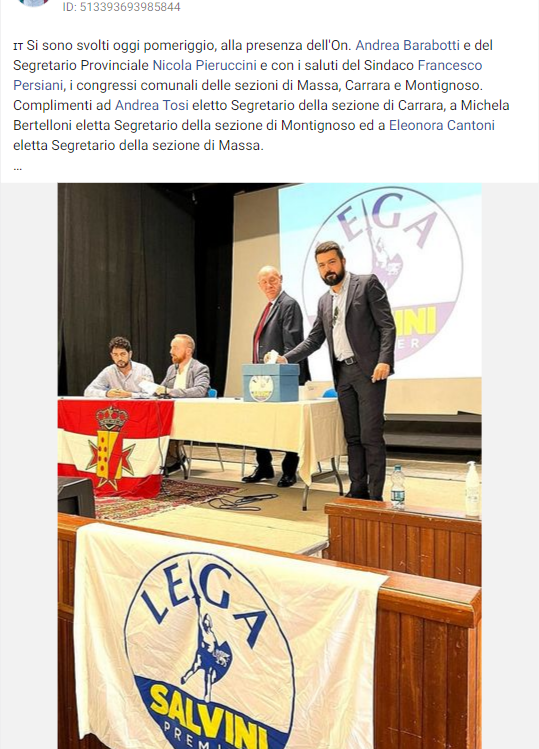 ID: 513393693985844
IT Si sono svolti oggi pomeriggio, alla presenza dell'On. Andrea Barabotti e del
Segretario Provinciale Nicola Pieruccini e con i saluti del Sindaco Francesco
Persiani, i congressi comunali delle sezioni di Massa, Carrara e Montignoso.
Complimenti ad Andrea Tosi eletto Segretario della sezione di Carrara, a Michela
Bertelloni eletta Segretario della sezione di Montignoso ed a Eleonora Cantoni
eletta Segretario della sezione di Massa.
...
LEGA
VINI
ER
LEGA
SALVINI
PREMIE